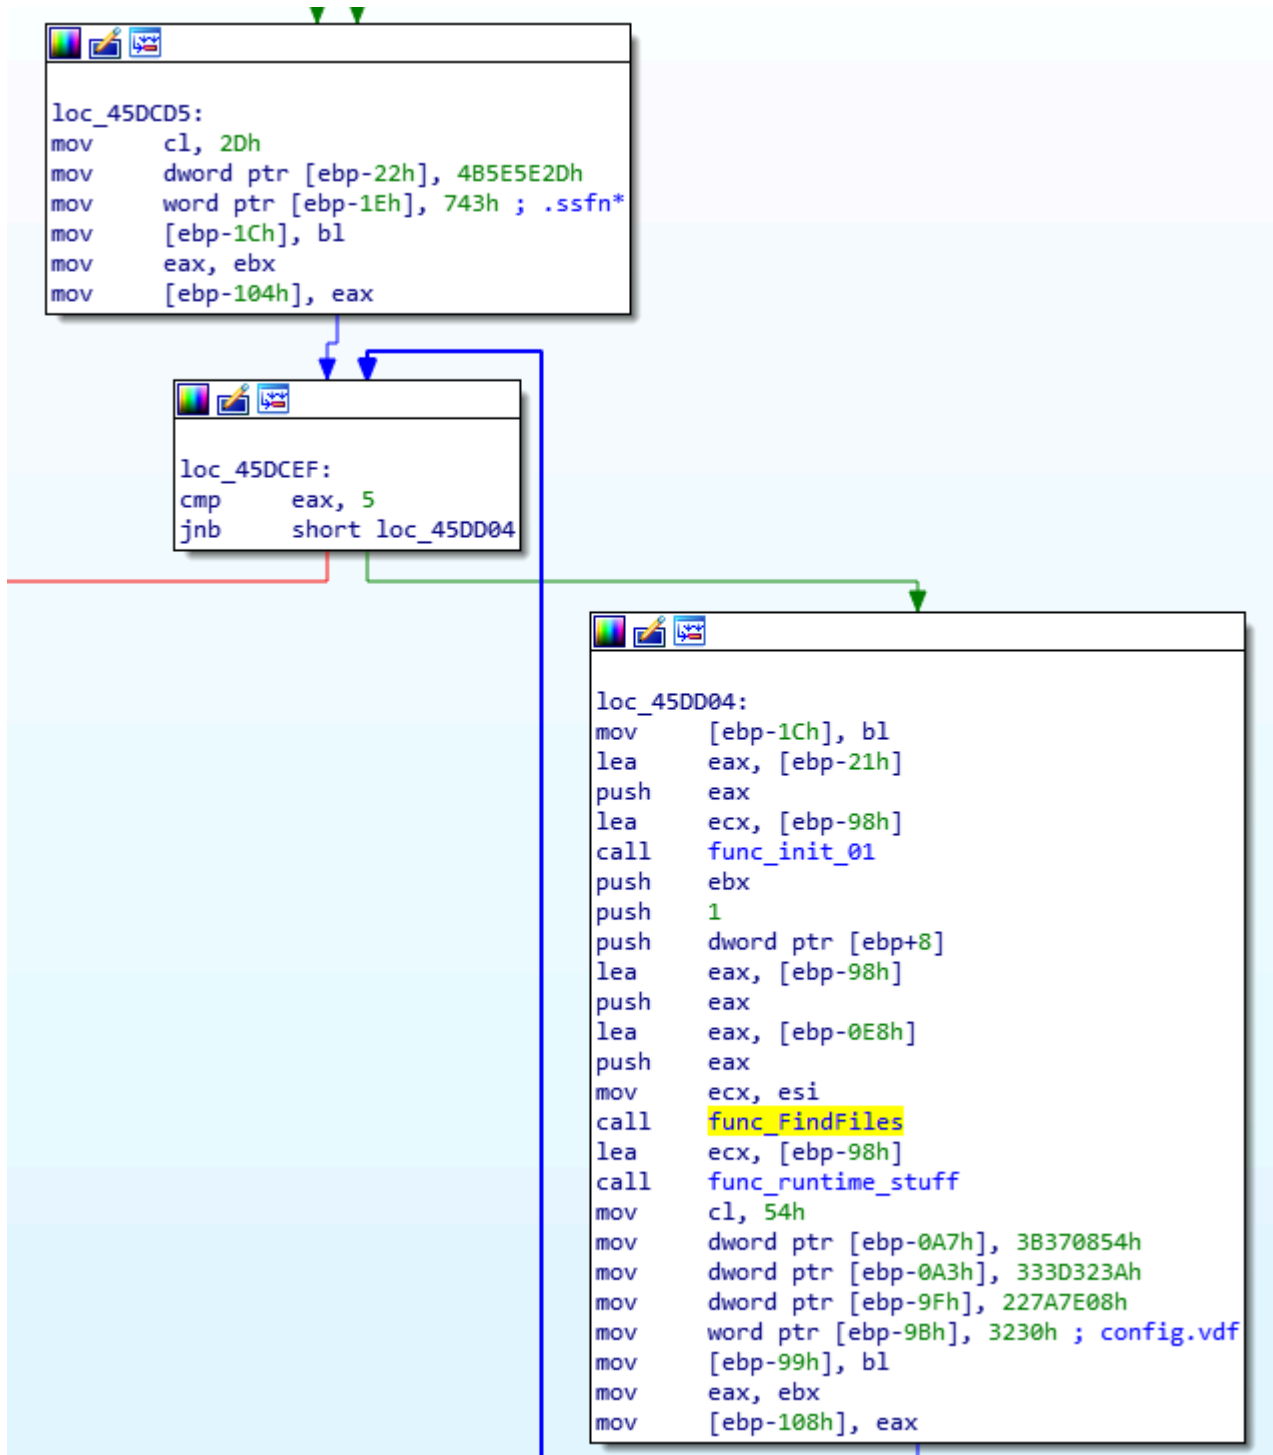 loc_45DCD5:
mov cl, 2Dh
mov dword ptr [ebp-22h], 4B5E5E2Dh
mov word ptr [ebp-1Eh], 743h ; .ssfn*
mov [ebp-1Ch], bl
mov eax, ebx
mov [ebp-104h], eax
loc_45DCEF:
cmp eax, 5
jnb short loc_45DD04
loc_45DD04:
mov [ebp-1Ch], bl
lea eax, [ebp-21h]
push eax
lea ecx, [ebp-98h]
call func_init_01
push ebx
push 1
push dword ptr [ebp+8]
lea eax, [ebp-98h]
push eax
lea eax, [ebp-0E8h]
push eax
mov ecx, esi
call func_FindFiles
lea ecx, [ebp-98h]
call func_runtime_stuff
mov cl, 54h
mov dword ptr [ebp-0A7h], 3B370854h
mov dword ptr [ebp-0A3h], 333D323Ah
mov dword ptr [ebp-9Fh], 227A7E08h
mov word ptr [ebp-9Bh], 3230h ; config.vdf
mov [ebp-99h], bl
mov eax, ebx
mov [ebp-108h], eax